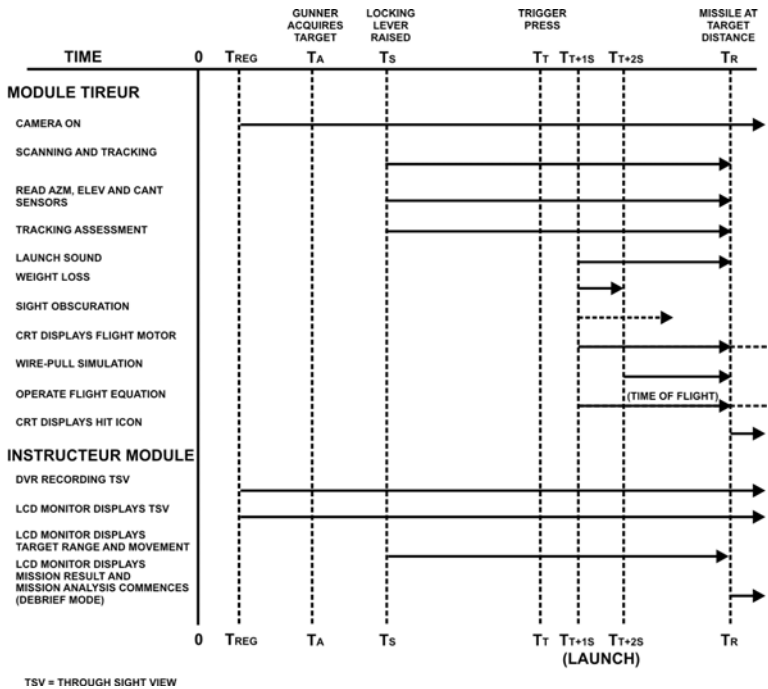 GUNNER ACQUIRES TARGET
LOCKING LEVER RAISED
TRIGGER PRESS
MISSILE AT TARGET DISTANCE
TIME 0 TREG TA TS TT TT+1S TT+2S TR
MODULE TIREUR
CAMERA ON
SCANNING AND TRACKING
READ AZM, ELEV AND CANT
SENSORS
TRACKING ASSESSMENT
LAUNCH SOUND
WEIGHT LOSS
SIGHT OBSCURATION
CRT DISPLAYS FLIGHT MOTOR
WIRE-PULL SIMULATION
OPERATE FLIGHT EQUATION
(TIME OF FLIGHT)
CRT DISPLAYS HIT ICON
INSTRUCTEUR MODULE
DVR RECORDING TSV
LCD MONITOR DISPLAYS TSV
LCD MONITOR DISPLAYS
TARGET RANGE AND MOVEMENT
LCD MONITOR DISPLAYS
MISSION RESULT AND
MISSION ANALYSIS COMMENCES
(DEBRIEF MODE)
0 TREG TA TS TT TT+1S TT+2S TR
(LAUNCH)
TSV = THROUGH SIGHT VIEW